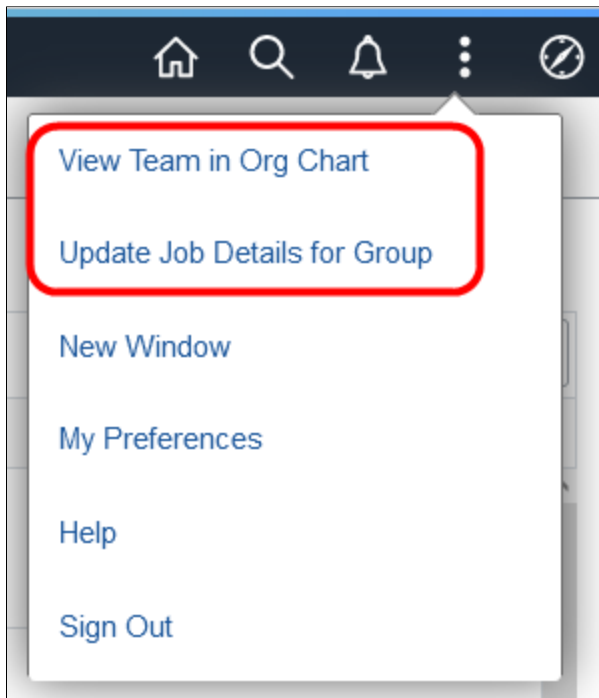 View Team in Org Chart
Update Job Details for Group
New Window
My Preferences
Help
Sign Out